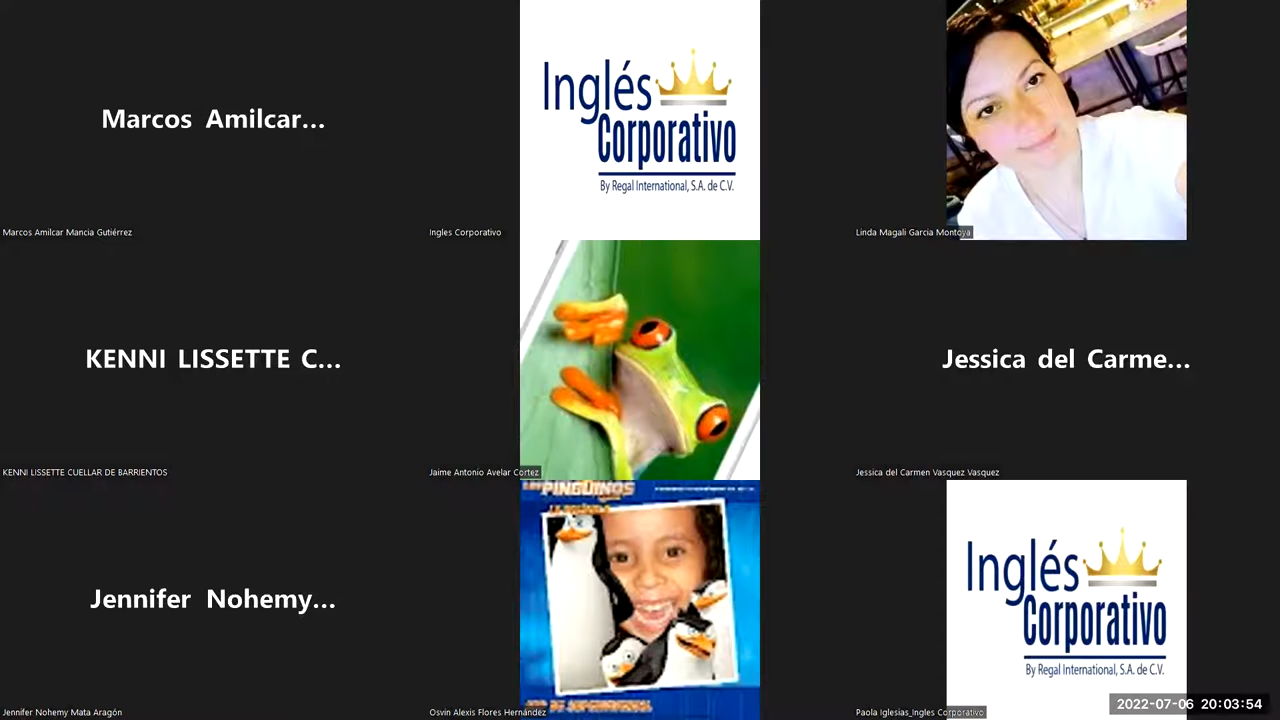 Marcos Amilcar...
Marcos Amilcar Mancia Gutiérrez
Inglés
Corporativo
By Regal International, S.A. de C.V.
Ingles Corporativo
Linda Magali Garcia Montoya
KENNI LISSETTE C...
KENNI LISSETTE CUELLAR DE BARRIENTOS
Jaime Antonio Avelar Cortez
Jessica del Carme...
Jessica del Carmen Vasquez Vasquez
Jennifer Nohemy...
Jennifer Nohemy Mata Aragón
PINGÜINOS
Osvin Alexis Flores Hernández
Inglés
Corporativo
By Regal International, S.A. de C.V.
Paola Iglesias_Ingles Corporativo
2022-07-06 20:03:54